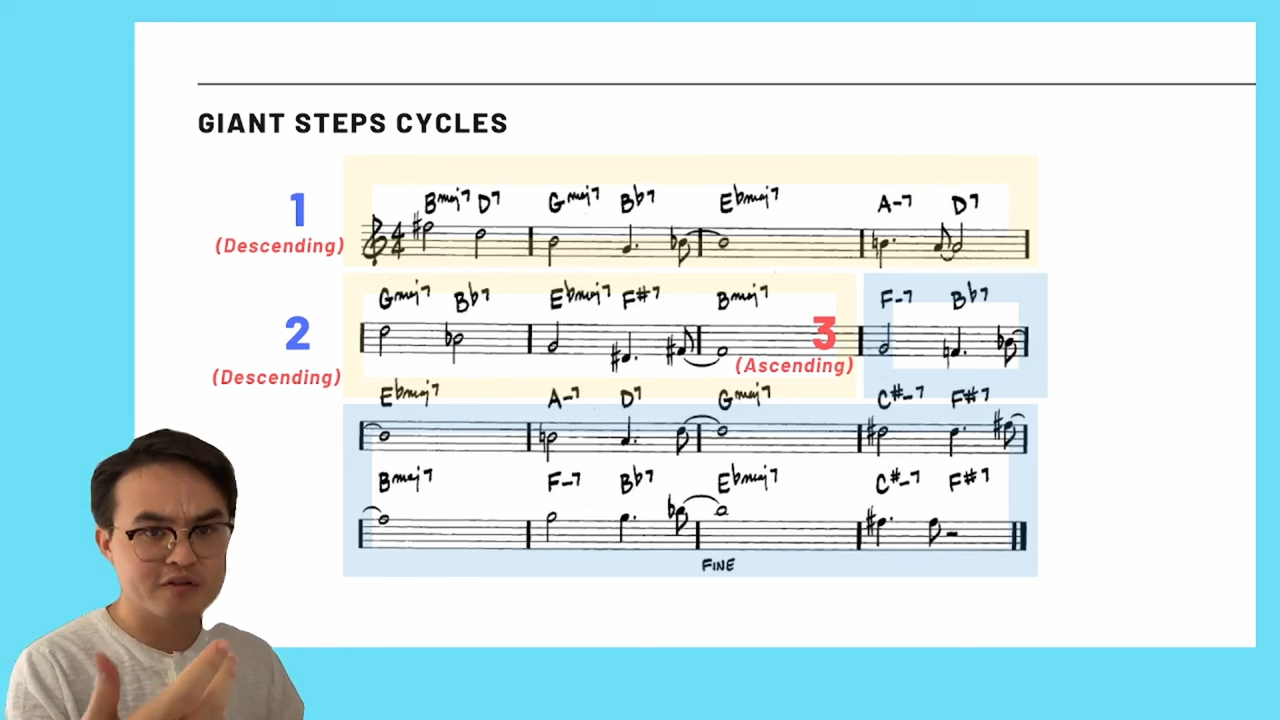 GIANT STEPS CYCLES
1
(Descending)
Bmaj7 D7 Gmaj7 Bb7 Ebmaj7 A-7 D7
2
(Descending)
Gmaj7 Bb7 Ebmaj7 F#7 Bmaj7 F-7 Bb7
3
(Ascending)
Ebmaj7 A-7 D7 Gmaj7 C#-7 F#7
Bmaj7 F-7 Bb7 Ebmaj7 C#-7 F#7
FINE